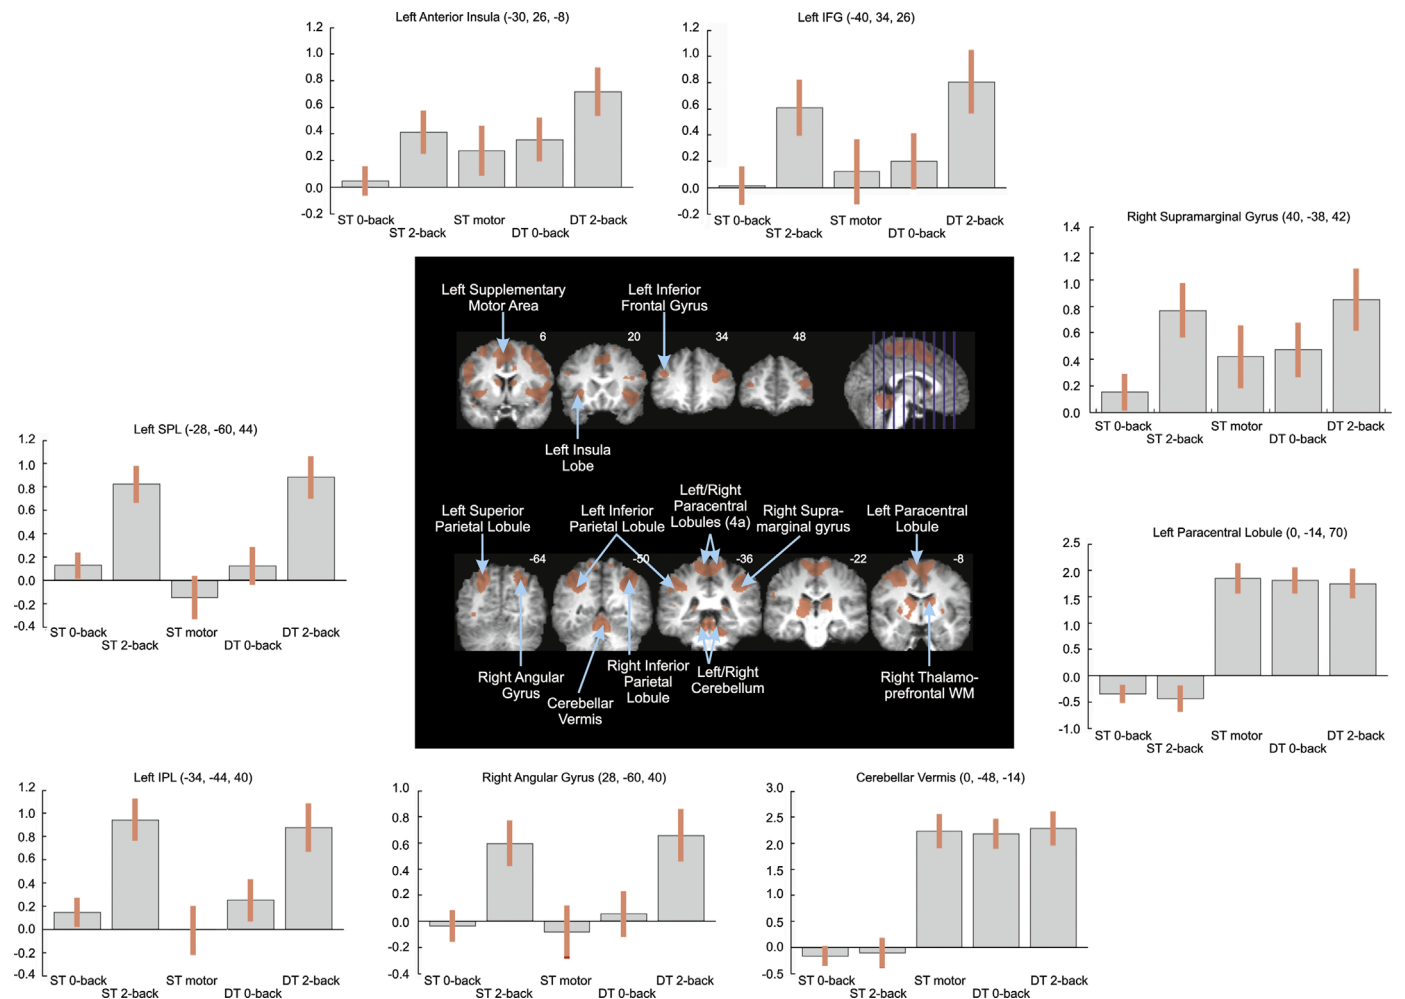 Left Anterior Insula (-30, 26, -8)
1.2
1.0
0.8
0.6
0.4
0.2
0.0
-0.2
ST 0-back
ST 2-back
ST motor
DT 0-back
DT 2-back
Left IFG (-40, 34, 26)
1.2
1.0
0.8
0.6
0.4
0.2
0.0
-0.2
ST 0-back
ST 2-back
ST motor
DT 0-back
DT 2-back
Right Supramarginal Gyrus (40, -38, 42)
1.4
1.2
1.0
0.8
0.6
0.4
0.2
0.0
ST 0-back
ST 2-back
ST motor
DT 0-back
DT 2-back
Left Supplementary
Motor Area
Left Inferior
Frontal Gyrus
6
20
34
48
Left Insula
Lobe
Left Superior
Parietal Lobule
Left Inferior
Parietal Lobule
Left/Right
Paracentral
Lobules (4a)
Right Supra-
marginal gyrus
Left Paracentral
Lobule
-64
-50
-36
-22
-8
Right Angular
Gyrus
Cerebellar
Vermis
Right Inferior
Parietal
Lobule
Left/Right
Cerebellum
Right Thalamo-
prefrontal WM
Left SPL (-28, -60, 44)
1.2
1.0
0.8
0.6
0.4
0.2
0.0
-0.2
-0.4
ST 0-back
ST 2-back
ST motor
DT 0-back
DT 2-back
Left Paracentral Lobule (0, -14, 70)
2.5
2.0
1.5
1.0
0.5
0.0
-0.5
-1.0
ST 0-back
ST 2-back
ST motor
DT 0-back
DT 2-back
Left IPL (-34, -44, 40)
1.2
1.0
0.8
0.6
0.4
0.2
0.0
-0.2
-0.4
ST 0-back
ST 2-back
ST motor
DT 0-back
DT 2-back
Right Angular Gyrus (28, -60, 40)
1.0
0.8
0.6
0.4
0.2
0.0
-0.2
-0.4
ST 0-back
ST 2-back
ST motor
DT 0-back
DT 2-back
Cerebellar Vermis (0, -48, -14)
3.0
2.5
2.0
1.5
1.0
0.5
0.0
-0.5
ST 0-back
ST 2-back
ST motor
DT 0-back
DT 2-back